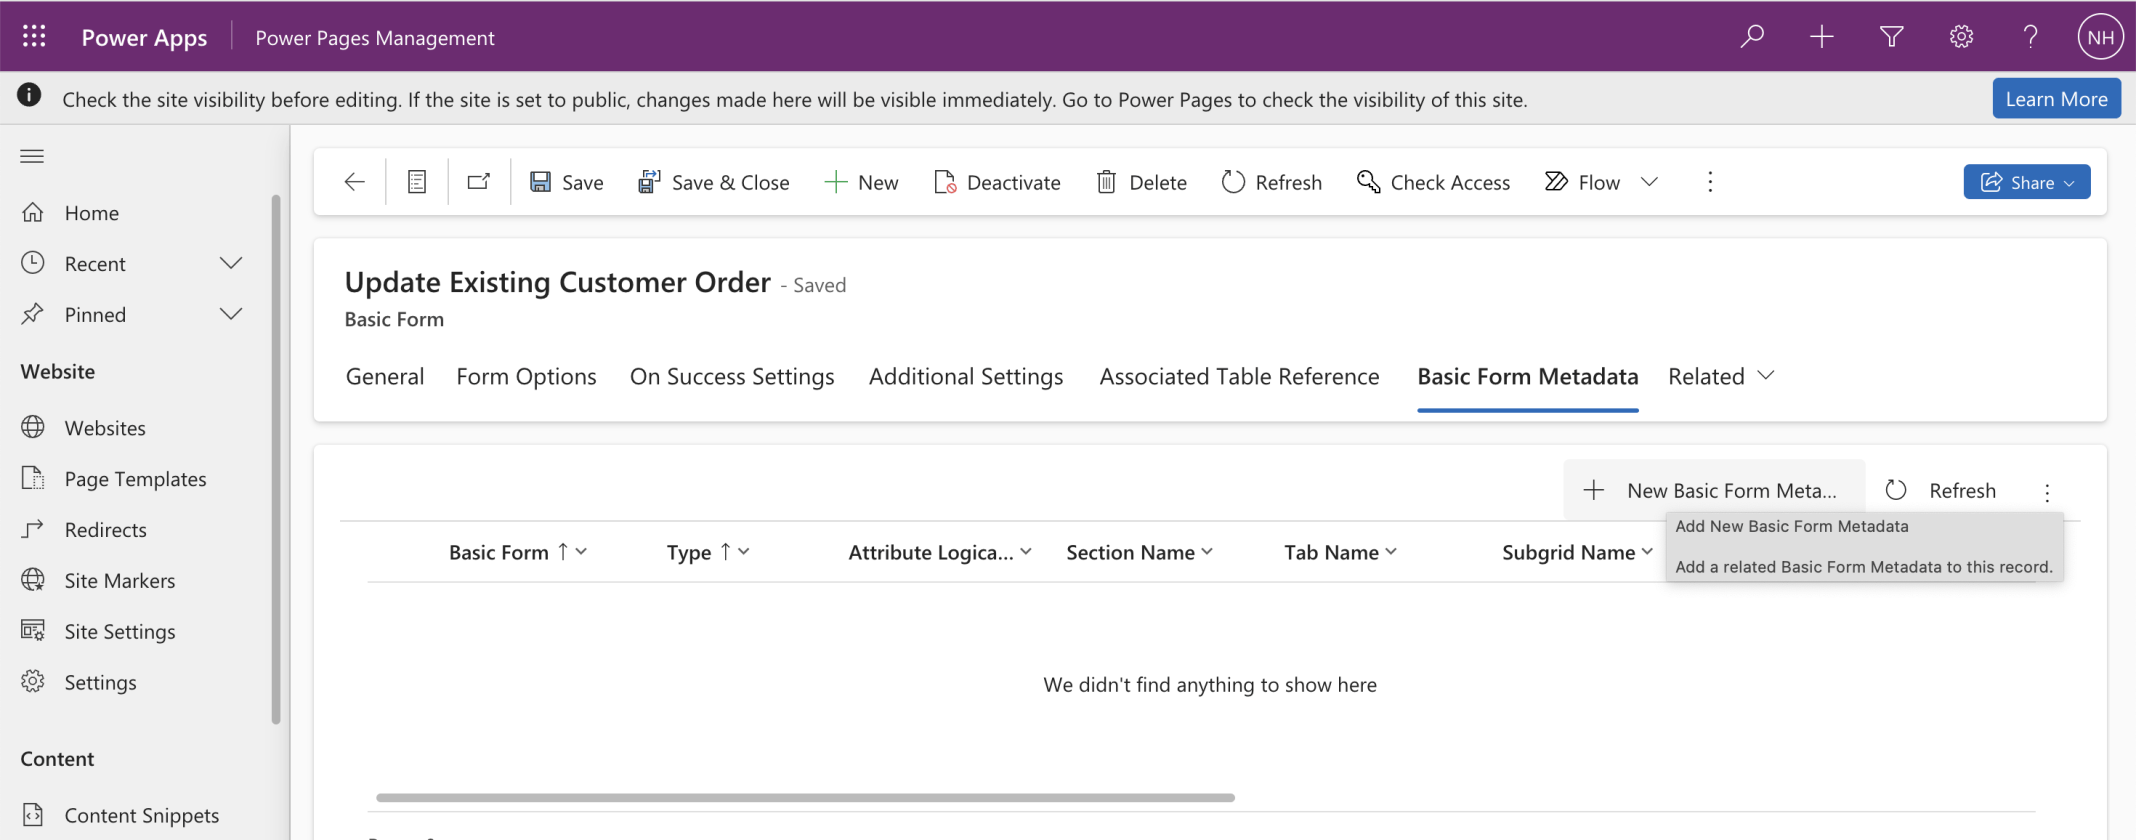 Power Apps
Power Pages Management
NH
Check the site visibility before editing. If the site is set to public, changes made here will be visible immediately. Go to Power Pages to check the visibility of this site.
Learn More
Save
Save & Close
New
Deactivate
Delete
Refresh
Check Access
Flow
Share
Home
Recent
Pinned
Website
Websites
Page Templates
Redirects
Site Markers
Site Settings
Settings
Content
Content Snippets
Update Existing Customer Order - Saved
Basic Form
General
Form Options
On Success Settings
Additional Settings
Associated Table Reference
Basic Form Metadata
Related
New Basic Form Meta...
Refresh
Add New Basic Form Metadata
Add a related Basic Form Metadata to this record.
Basic Form
Type
Attribute Logica...
Section Name
Tab Name
Subgrid Name
We didn't find anything to show here